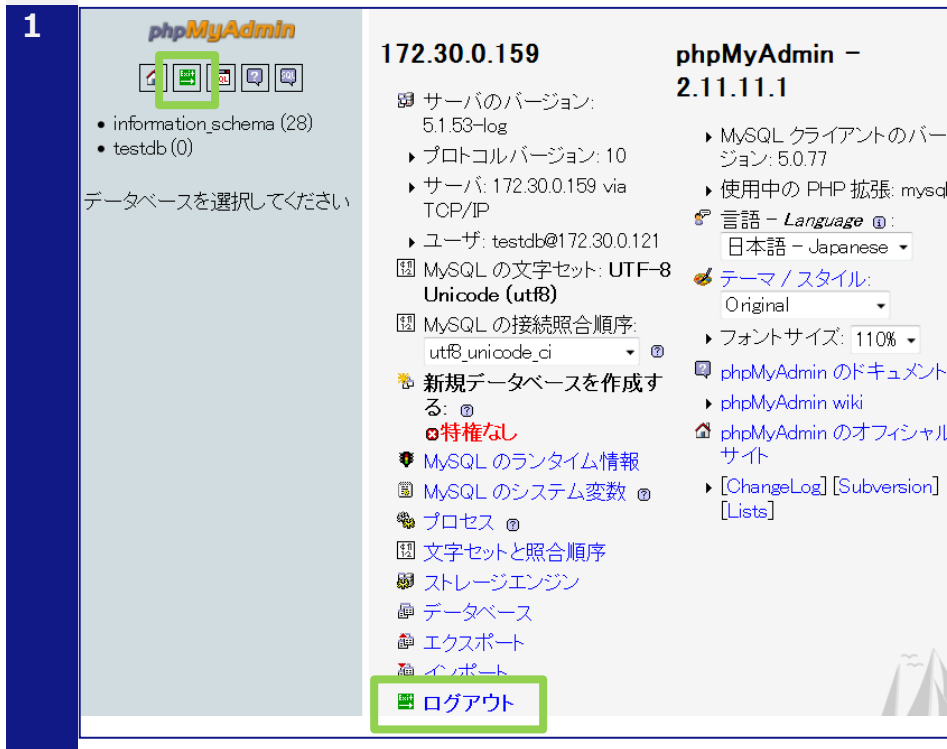 1
phpMyAdmin
SQL
SQL
information_schema (28)
testdb (0)
データベースを選択してください
172.30.0.159
サーバのバージョン:
5.1.53-log
プロトコルバージョン: 10
サーバ: 172.30.0.159 via
TCP/IP
ユーザ: testdb@172.30.0.121
MySQL の文字セット: UTF-8
Unicode (utf8)
MySQL の接続照合順序:
utf8_unicode_ci
新規データベースを作成す
る:
特権なし
MySQL のランタイム情報
MySQL のシステム変数
プロセス
文字セットと照合順序
ストレージエンジン
データベース
エクスポート
インポート
ログアウト
phpMyAdmin -
2.11.11.1
MySQL クライアントのバー
ジョン: 5.0.77
使用中の PHP 拡張: mysql
言語 - Language :
日本語 - Japanese
テーマ / スタイル:
Original
フォントサイズ: 110%
phpMyAdmin のドキュメント
phpMyAdmin wiki
phpMyAdmin のオフィシャル
サイト
[ChangeLog] [Subversion]
[Lists]